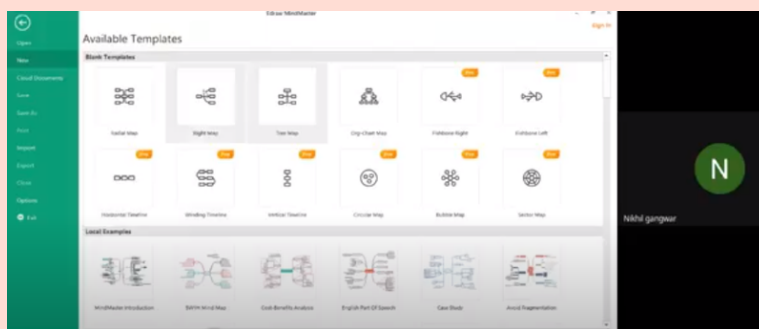 Edraw MindMaster
Sign In
Open
New
Cloud Documents
Save
Save As
Print
Import
Export
Close
Options
Exit
Available Templates
Blank Templates
Radial Map
Right Map
Tree Map
Org-Chart Map
Fishbone Right
Fishbone Left
Horizontal Timeline
Winding Timeline
Vertical Timeline
Circular Map
Bubble Map
Sector Map
Local Examples
MindMaster Introduction
5W1H Mind Map
Cost-Benefits Analysis
English Part Of Speech
Case Study
Avoid Fragmentation
N
Nikhil gangwar